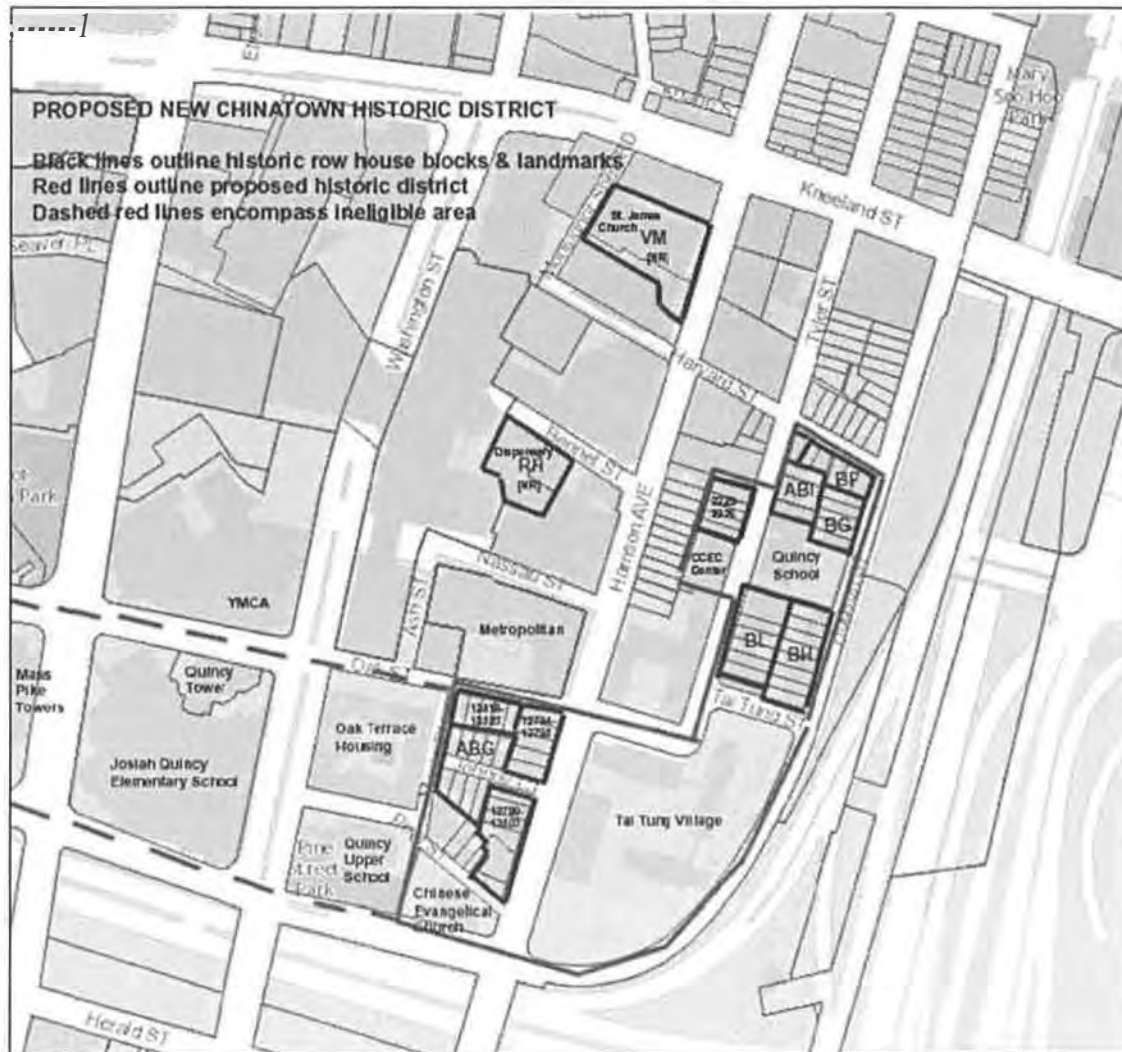 PROPOSED NEW CHINATOWN HISTORIC DISTRICT
Black lines outline historic row house blocks & landmarks
Red lines outline proposed historic district
Dashed red lines encompass ineligible area
Mary
Soo Hoo
Park
Kneeland ST
St. James
Church
VM
[NR]
Washington ST
Tyler ST
Harvard ST
Bennet ST
Dispensary
RH
[NR]
Harrison AVE
ABI
BF
BG
CCEC
Center
Quincy
School
Nassau ST
Ash ST
YMCA
Metropolitan
BL
BH
Oak ST
Tai Tung ST
Mass
Pike
Towers
Quincy
Tower
Oak Terrace
Housing
ABG
Josiah Quincy
Elementary School
Tai Tung Village
Pine
Street
Park
Quincy
Upper
School
Chinese
Evangelical
Church
Herald ST